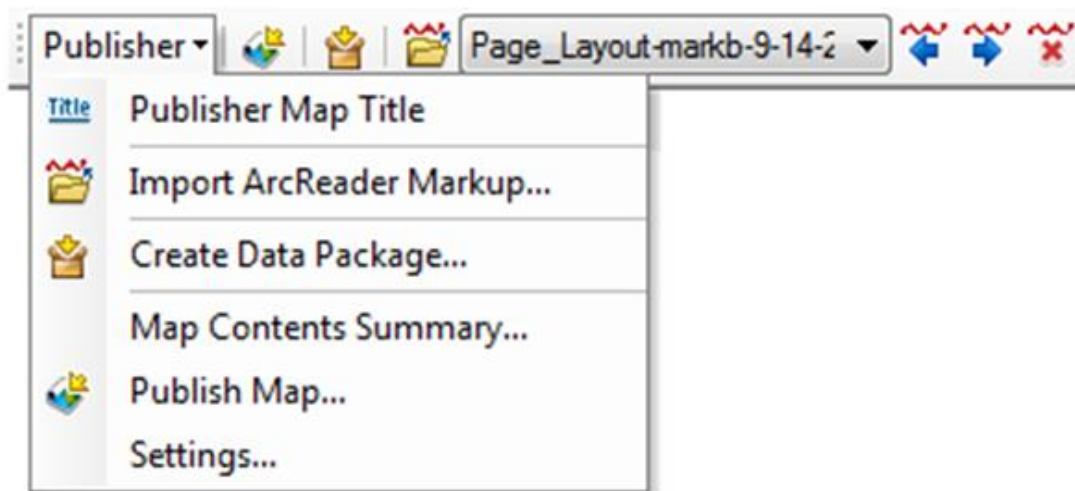 Publisher
Page_Layout-markb-9-14-2
Title Publisher Map Title
Import ArcReader Markup...
Create Data Package...
Map Contents Summary...
Publish Map...
Settings...